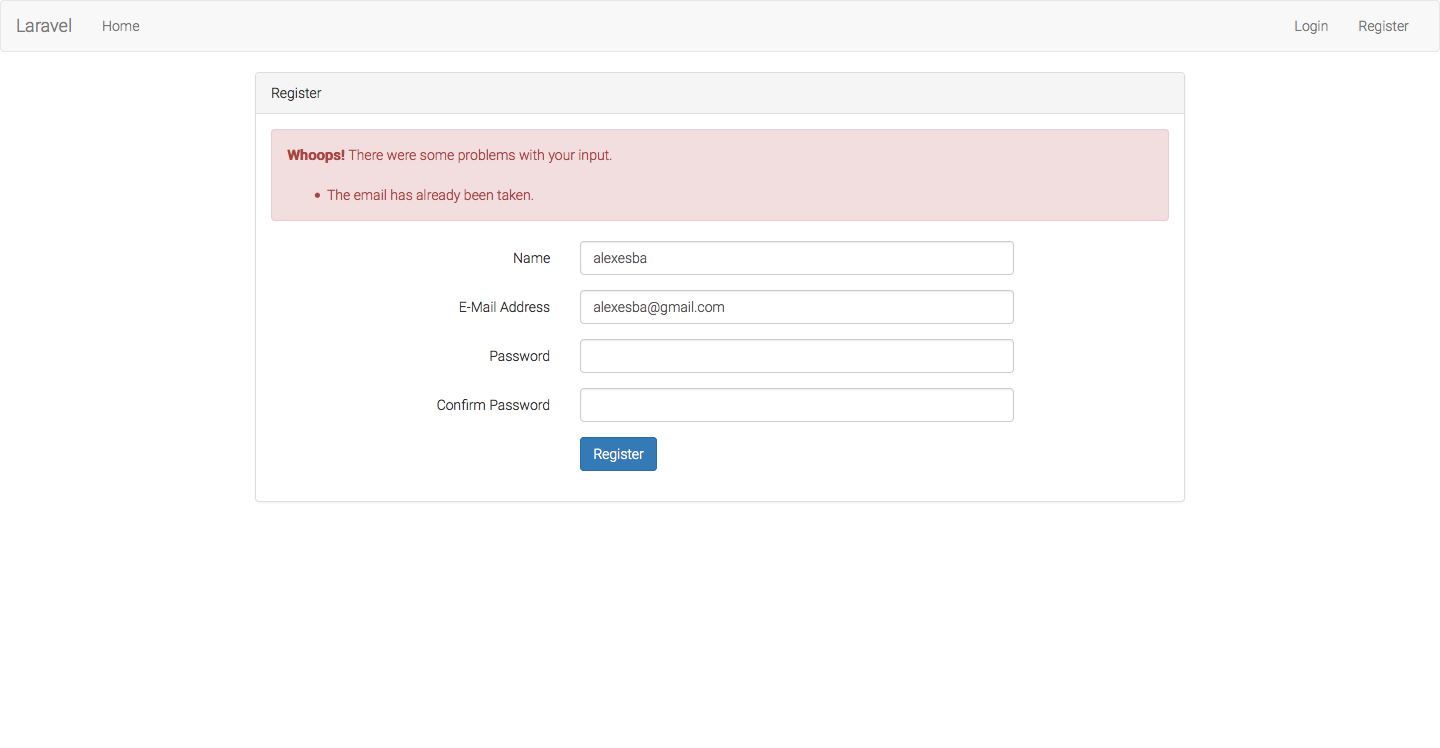 Laravel Home Login Register
Register
Whoops! There were some problems with your input.
• The email has already been taken.
Name alexesba
E-Mail Address alexesba@gmail.com
Password
Confirm Password
Register